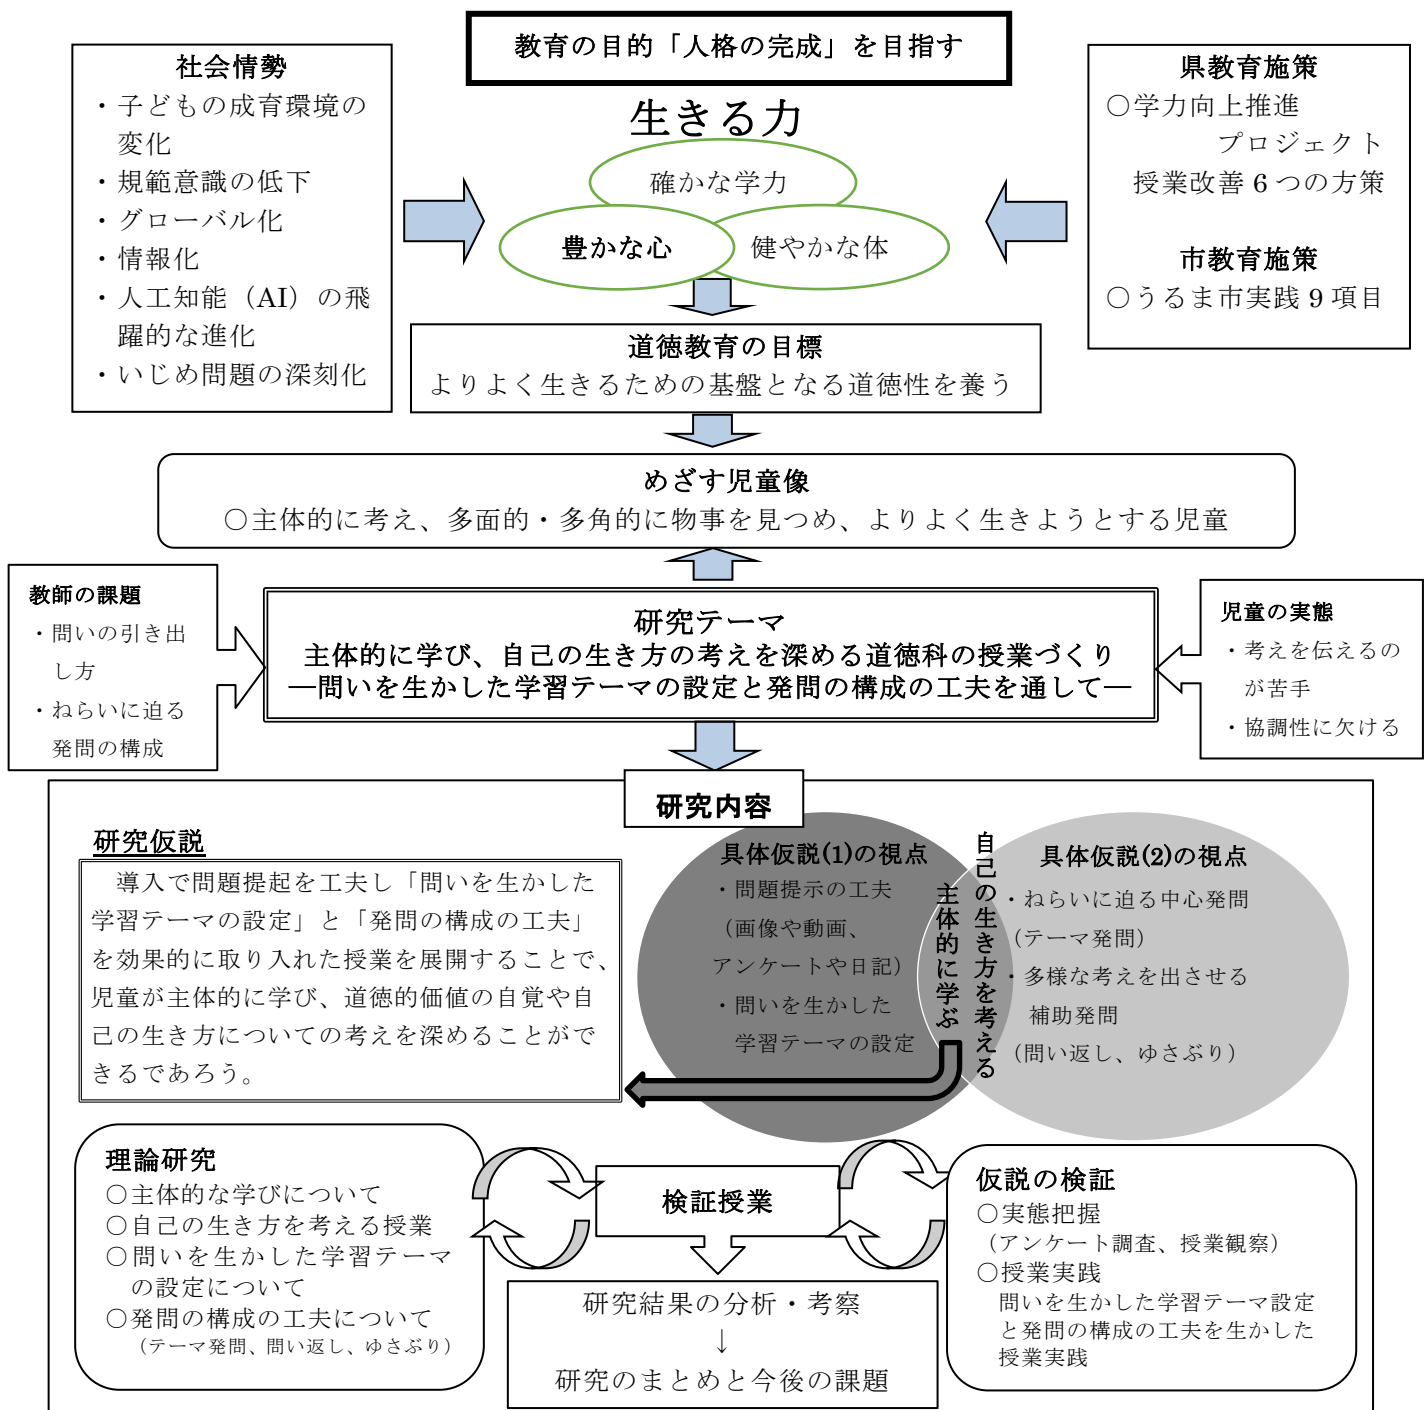 教育の目的「人格の完成」を目指す
社会情勢
・子どもの成育環境の
変化
・規範意識の低下
・グローバル化
・情報化
・人工知能（AI）の飛
躍的な進化
・いじめ問題の深刻化
生きる力
確かな学力
豊かな心
健やかな体
県教育施策
○学力向上推進
プロジェクト
授業改善 6 つの方策
市教育施策
○うるま市実践 9 項目
道徳教育の目標
よりよく生きるための基盤となる道徳性を養う
めざす児童像
○主体的に考え、多面的・多角的に物事を見つめ、よりよく生きようとする児童
教師の課題
・問いの引き出
し方
・ねらいに迫る
発問の構成
研究テーマ
主体的に学び、自己の生き方の考えを深める道徳科の授業づくり
―問いを生かした学習テーマの設定と発問の構成の工夫を通して―
児童の実態
・考えを伝えるの
が苦手
・協調性に欠ける
研究内容
研究仮説
導入で問題提起を工夫し「問いを生かした
学習テーマの設定」と「発問の構成の工夫」
を効果的に取り入れた授業を展開することで、
児童が主体的に学び、道徳的価値の自覚や自
己の生き方についての考えを深めることがで
きるであろう。
具体仮説(1)の視点
・問題提示の工夫
（画像や動画、
アンケートや日記）
・問いを生かした
学習テーマの設定
主体的に学ぶ
自己の生き方を考える
具体仮説(2)の視点
・ねらいに迫る中心発問
（テーマ発問）
・多様な考えを出させる
補助発問
（問い返し、ゆさぶり）
理論研究
○主体的な学びについて
○自己の生き方を考える授業
○問いを生かした学習テーマ
の設定について
○発問の構成の工夫について
（テーマ発問、問い返し、ゆさぶり）
検証授業
研究結果の分析・考察
↓
研究のまとめと今後の課題
仮説の検証
○実態把握
（アンケート調査、授業観察）
○授業実践
問いを生かした学習テーマ設定
と発問の構成の工夫を生かした
授業実践